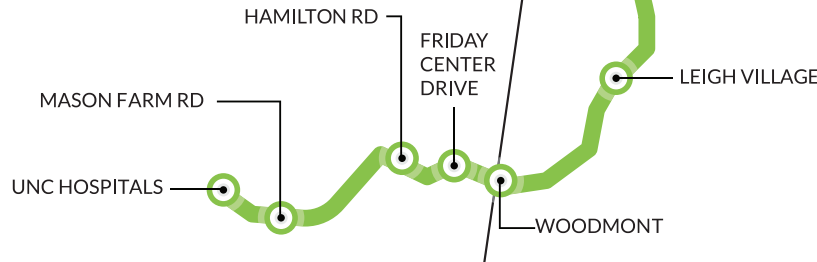 HAMILTON RD
FRIDAY
CENTER
DRIVE
LEIGH VILLAGE
MASON FARM RD
UNC HOSPITALS
WOODMONT